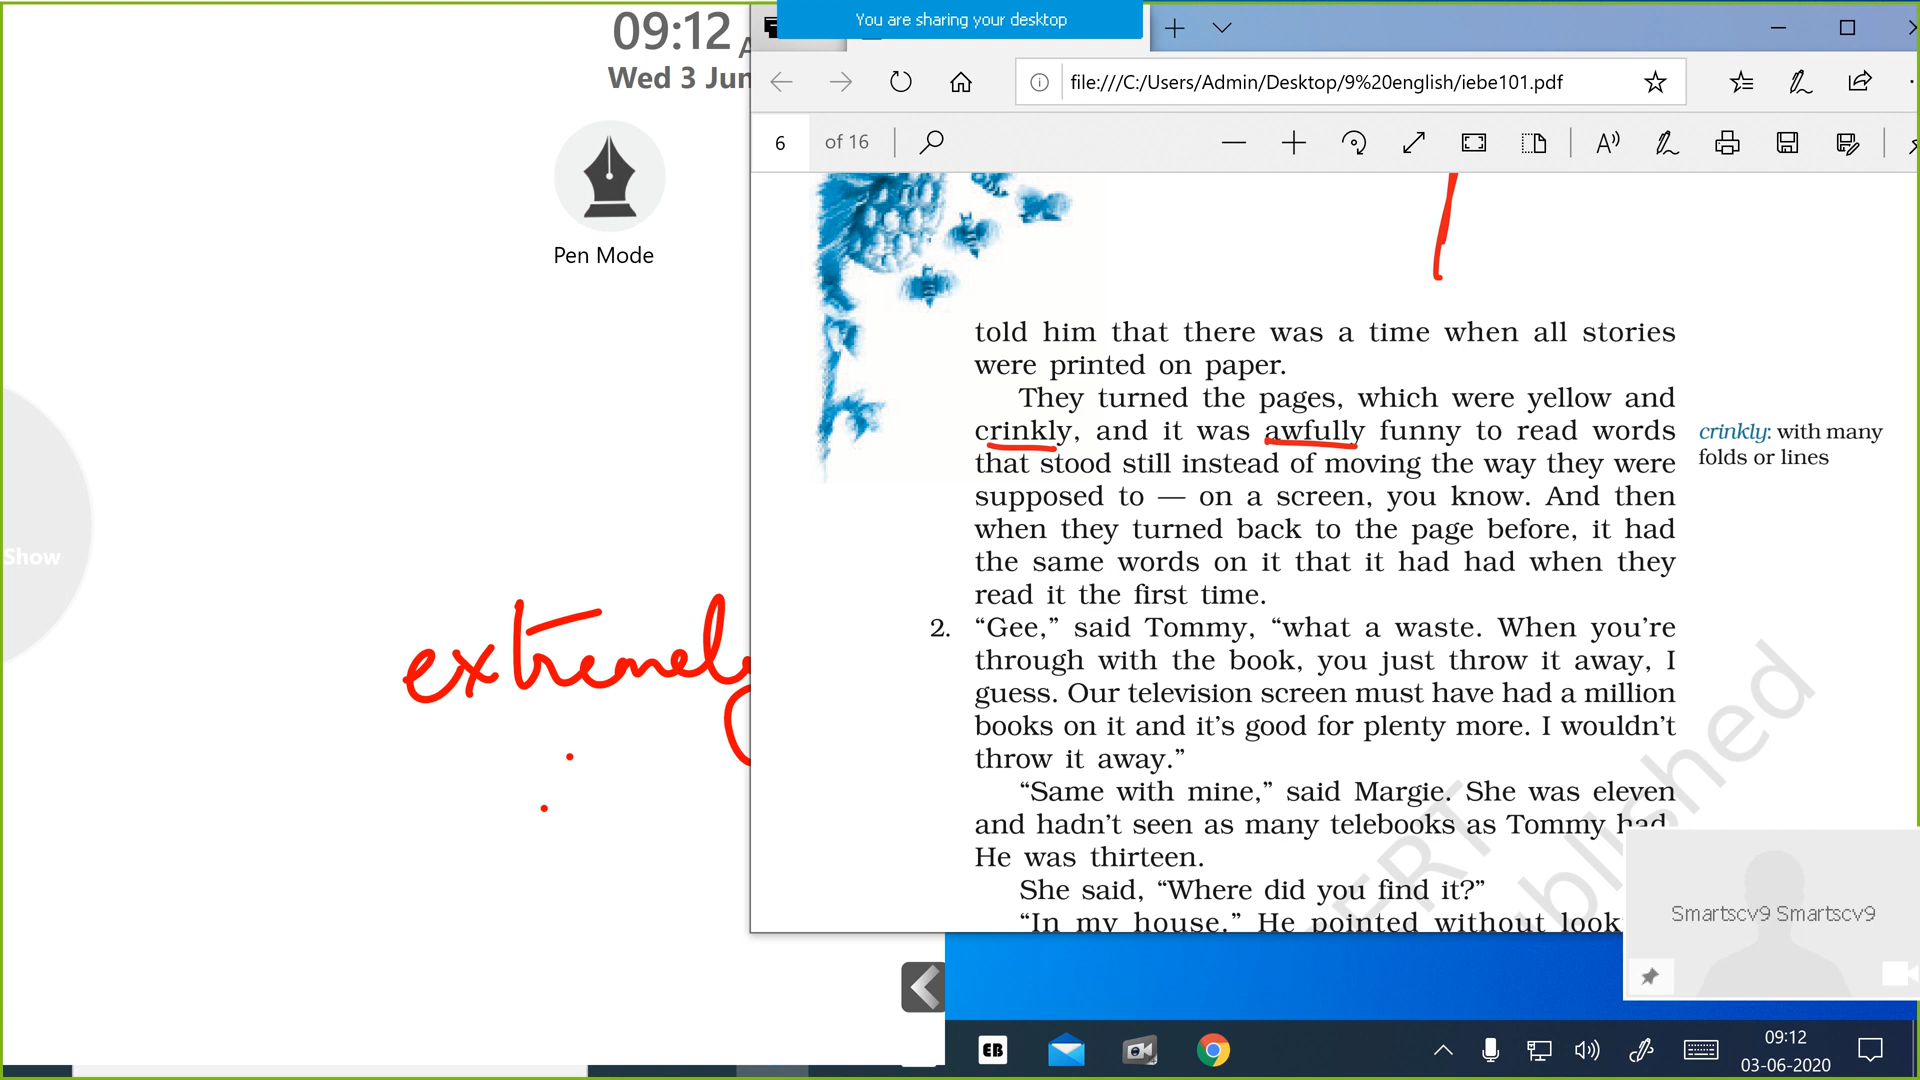 You are sharing your desktop
09:12
Wed 3 Jun
Pen Mode
Show
extremely
file:///C:/Users/Admin/Desktop/9%20english/iebe101.pdf
6 of 16
told him that there was a time when all stories
were printed on paper.
They turned the pages, which were yellow and
crinkly, and it was awfully funny to read words
that stood still instead of moving the way they were
supposed to — on a screen, you know. And then
when they turned back to the page before, it had
the same words on it that it had had when they
read it the first time.
crinkly: with many
folds or lines
2. “Gee,” said Tommy, “what a waste. When you’re
through with the book, you just throw it away, I
guess. Our television screen must have had a million
books on it and it’s good for plenty more. I wouldn’t
throw it away.”
“Same with mine,” said Margie. She was eleven
and hadn’t seen as many telebooks as Tommy had.
He was thirteen.
She said, “Where did you find it?”
“In my house.” He pointed without look
Smartscv9 Smartscv9
EB
09:12
03-06-2020